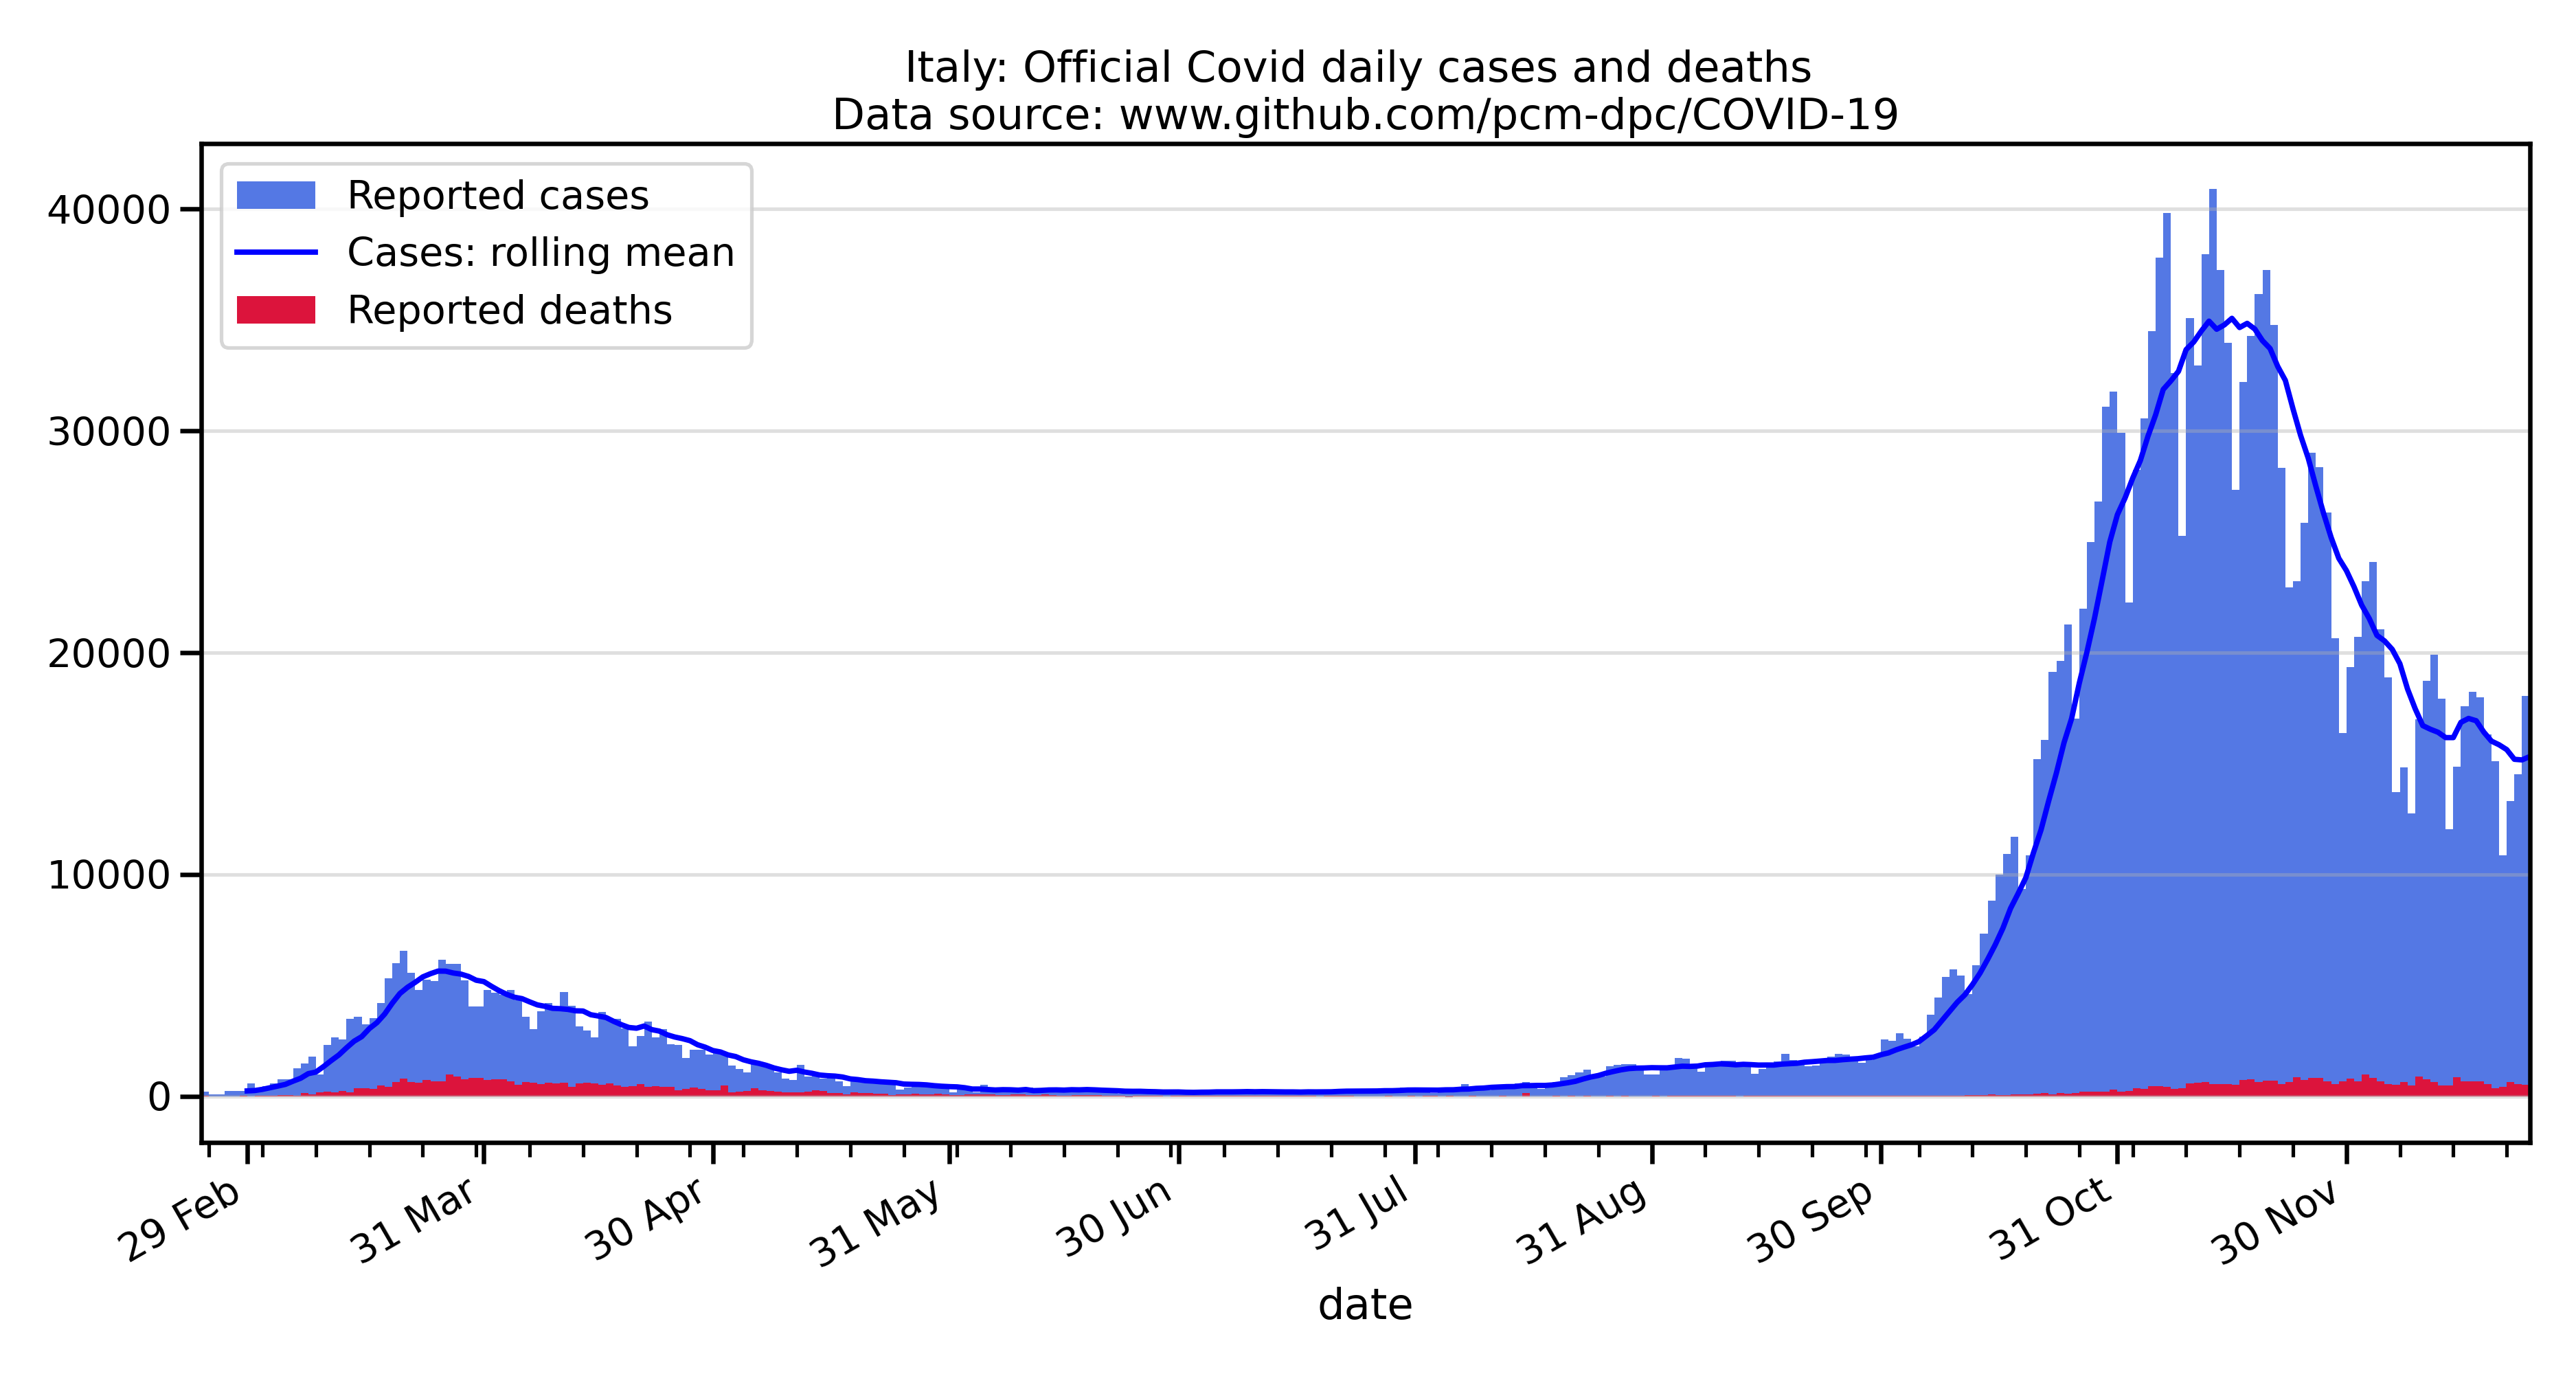 Italy: Official Covid daily cases and deaths
Data source: www.github.com/pcm-dpc/COVID-19
Reported cases
Cases: rolling mean
Reported deaths
40000
30000
20000
10000
0
29 Feb
31 Mar
30 Apr
31 May
30 Jun
31 Jul
31 Aug
30 Sep
31 Oct
30 Nov
date